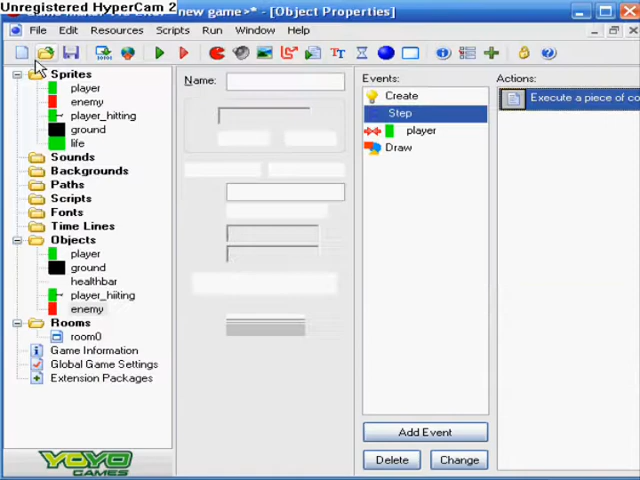 Unregistered HyperCam 2
new game>* - [Object Properties]
File Edit Resources Scripts Run Window Help
Sprites
player
enemy
player_hitting
ground
life
Sounds
Backgrounds
Paths
Scripts
Fonts
Time Lines
Objects
player
ground
healthbar
player_hiiting
enemy
Rooms
room0
Game Information
Global Game Settings
Extension Packages
YOYO
GAMES
Name:
Events:
Create
Step
player
Draw
Add Event
Delete Change
Actions:
Execute a piece of co